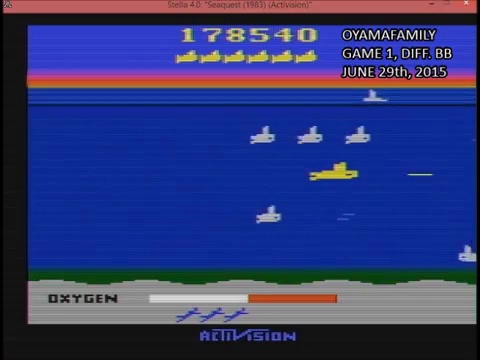 Stella 4.0: "Seaquest (1983) (Activision)"
178540
OYAMAFAMILY
GAME 1, DIFF. BB
JUNE 29th, 2015
OXYGEN
ACTIVISION